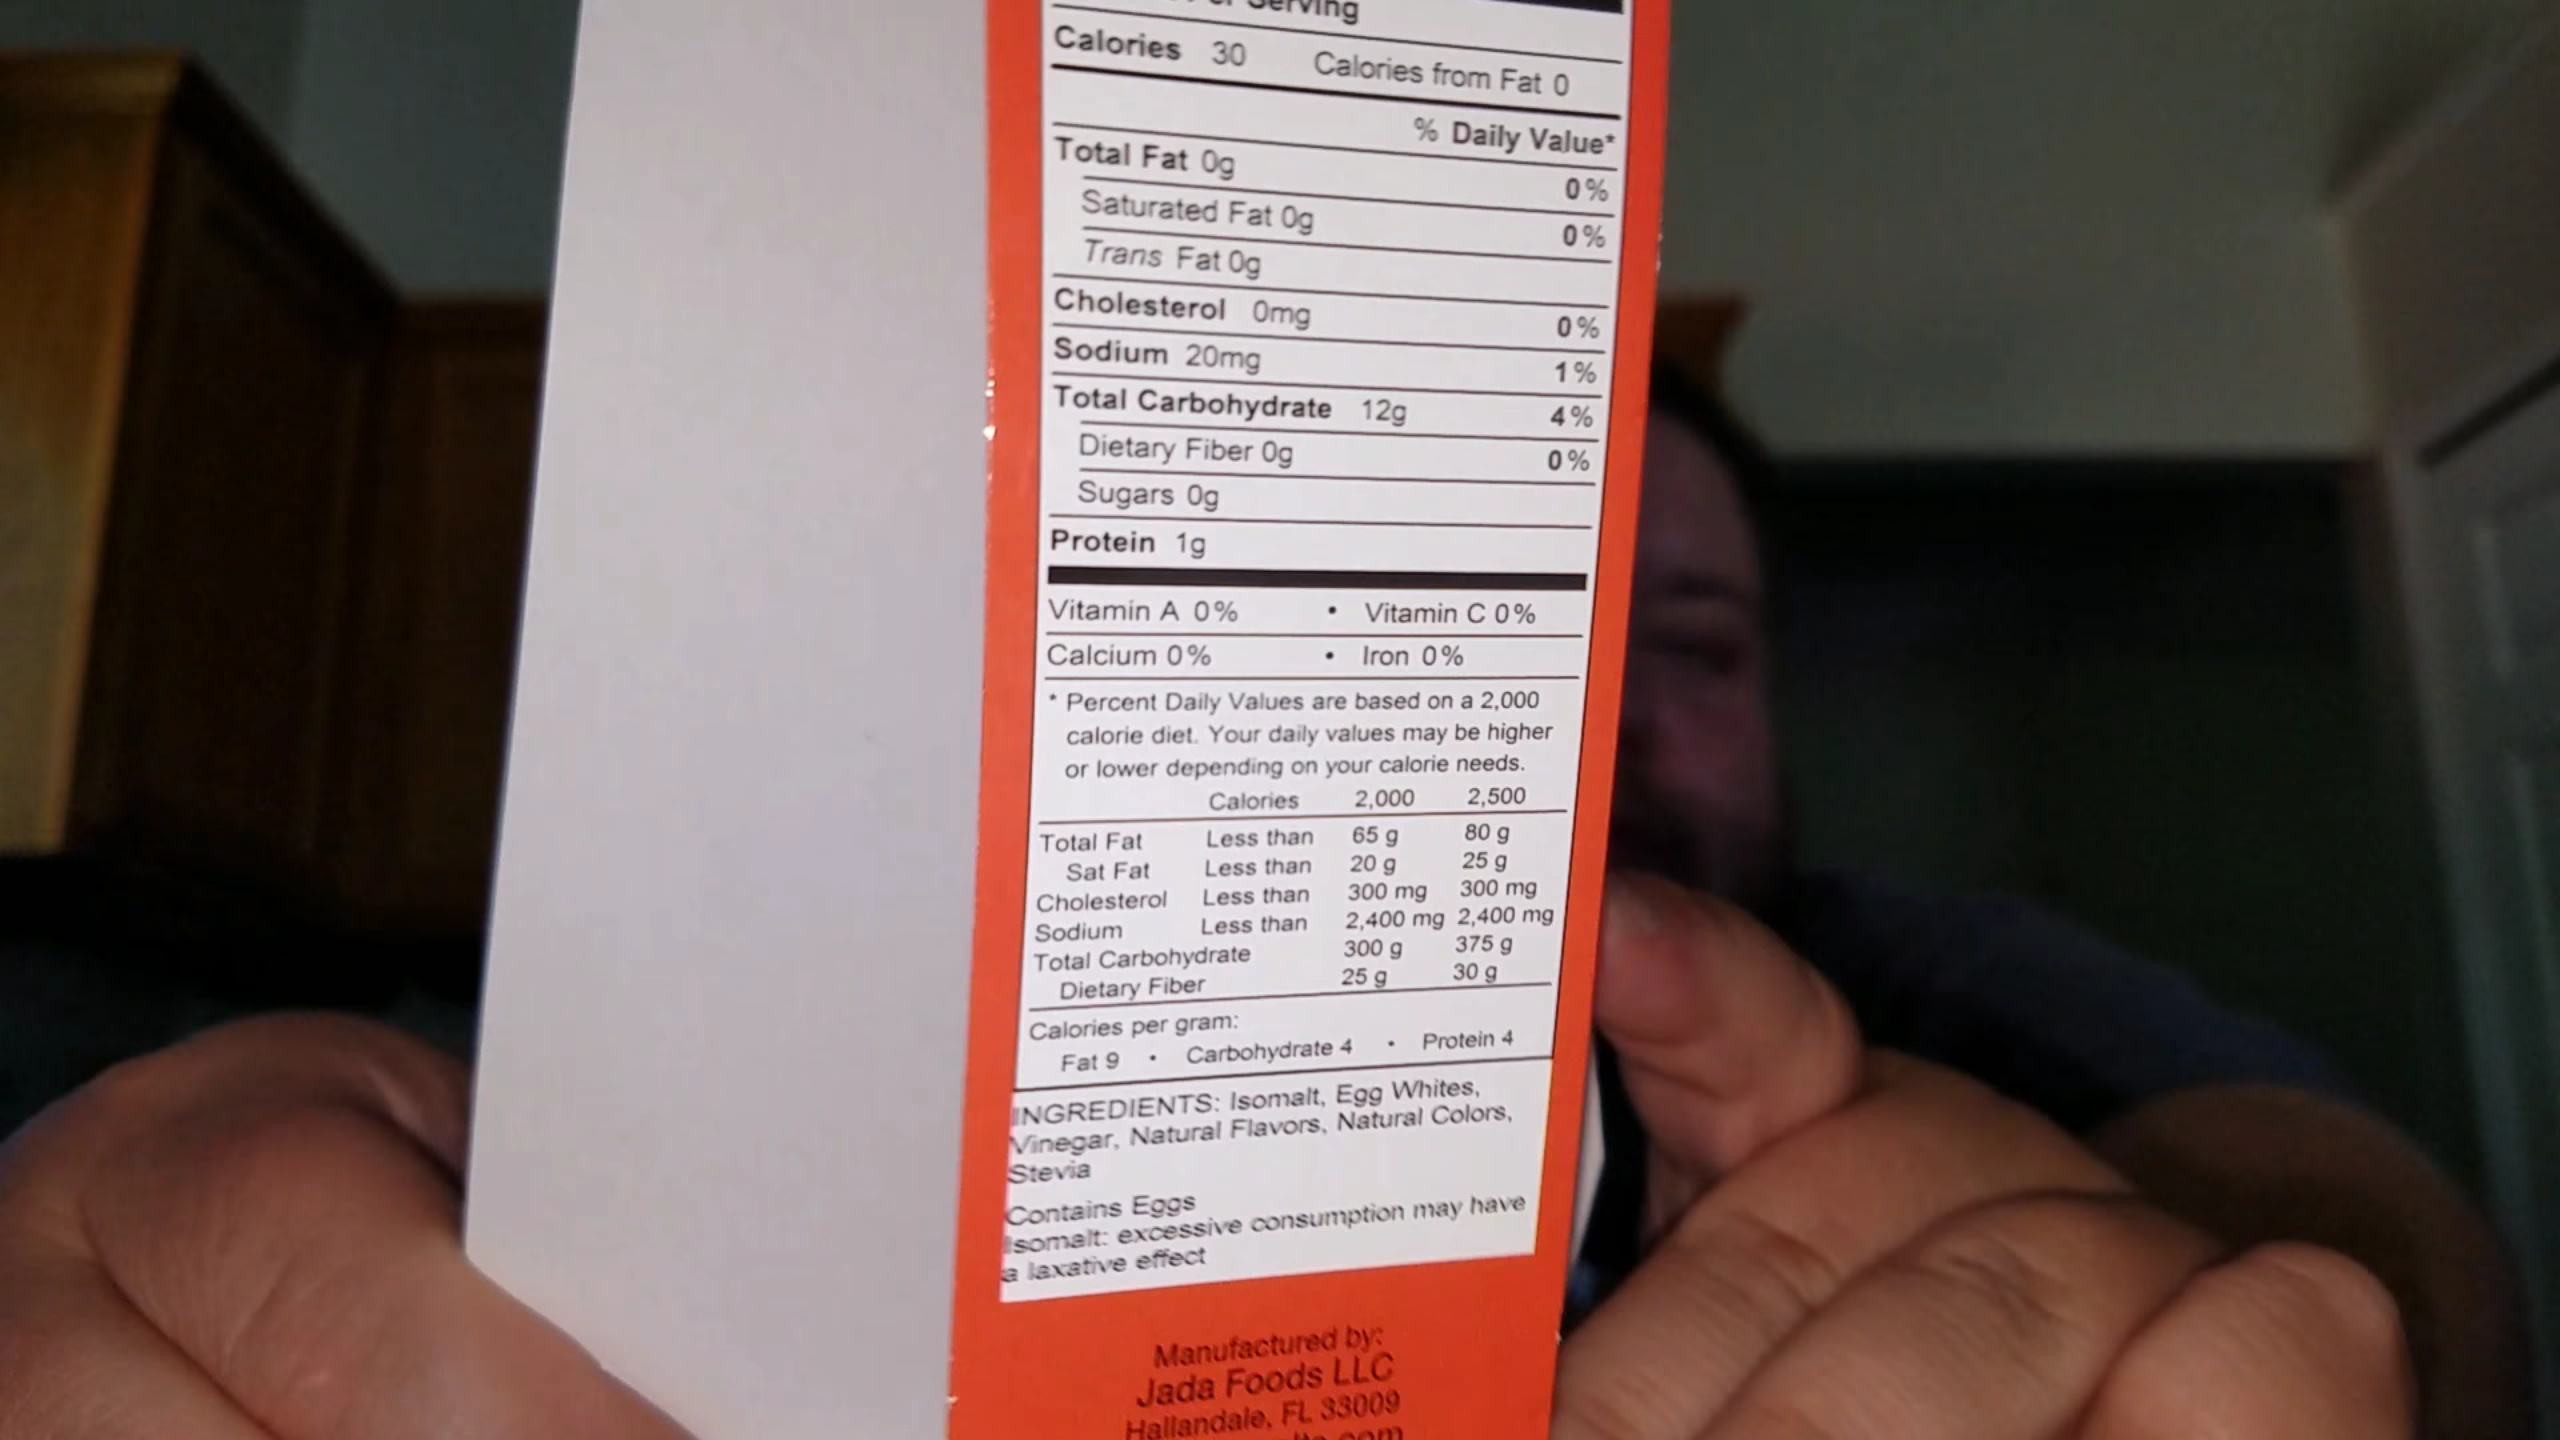 Serving
Calories 30 Calories from Fat 0
% Daily Value*
Total Fat 0g 0%
Saturated Fat 0g 0%
Trans Fat 0g
Cholesterol 0mg 0%
Sodium 20mg 1%
Total Carbohydrate 12g 4%
Dietary Fiber 0g 0%
Sugars 0g
Protein 1g
Vitamin A 0% • Vitamin C 0%
Calcium 0% • Iron 0%
* Percent Daily Values are based on a 2,000
calorie diet. Your daily values may be higher
or lower depending on your calorie needs.
Calories 2,000 2,500
Total Fat Less than 65 g 80 g
Sat Fat Less than 20 g 25 g
Cholesterol Less than 300 mg 300 mg
Sodium Less than 2,400 mg 2,400 mg
Total Carbohydrate 300 g 375 g
Dietary Fiber 25 g 30 g
Calories per gram:
Fat 9 • Carbohydrate 4 • Protein 4
INGREDIENTS: Isomalt, Egg Whites,
Vinegar, Natural Flavors, Natural Colors,
Stevia
Contains Eggs
Isomalt: excessive consumption may have
a laxative effect
Manufactured by:
Jada Foods LLC
Hallandale, FL 33009